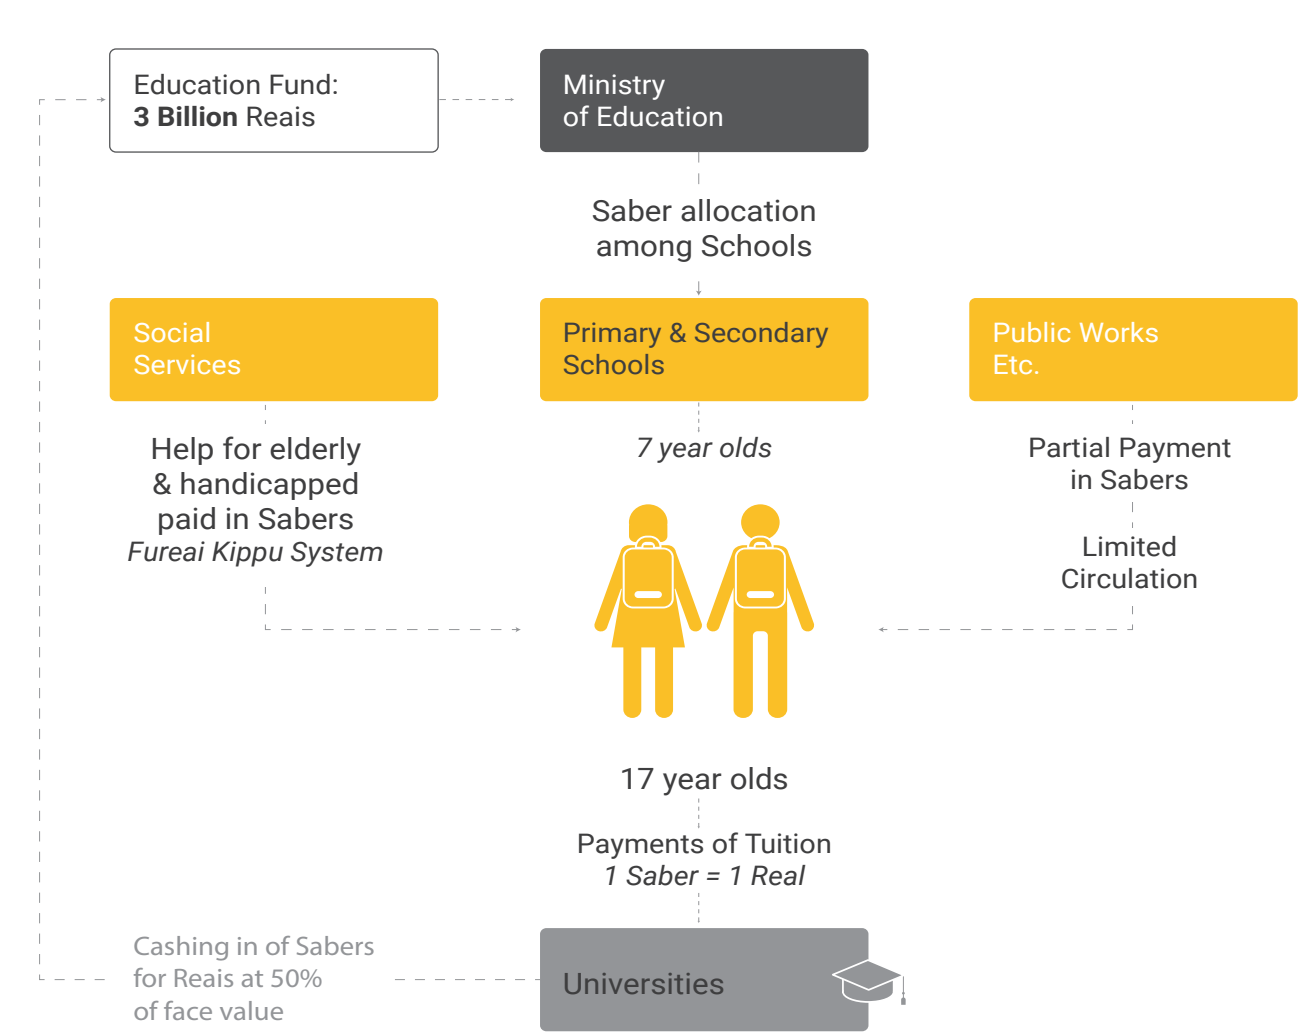 Education Fund:
3 Billion Reais
Ministry
of Education
Saber allocation
among Schools
Social
Services
Primary & Secondary
Schools
Public Works
Etc.
Help for elderly
& handicapped
paid in Sabers
Fureai Kippu System
7 year olds
Partial Payment
in Sabers
Limited
Circulation
17 year olds
Payments of Tuition
1 Saber = 1 Real
Cashing in of Sabers
for Reais at 50%
of face value
Universities